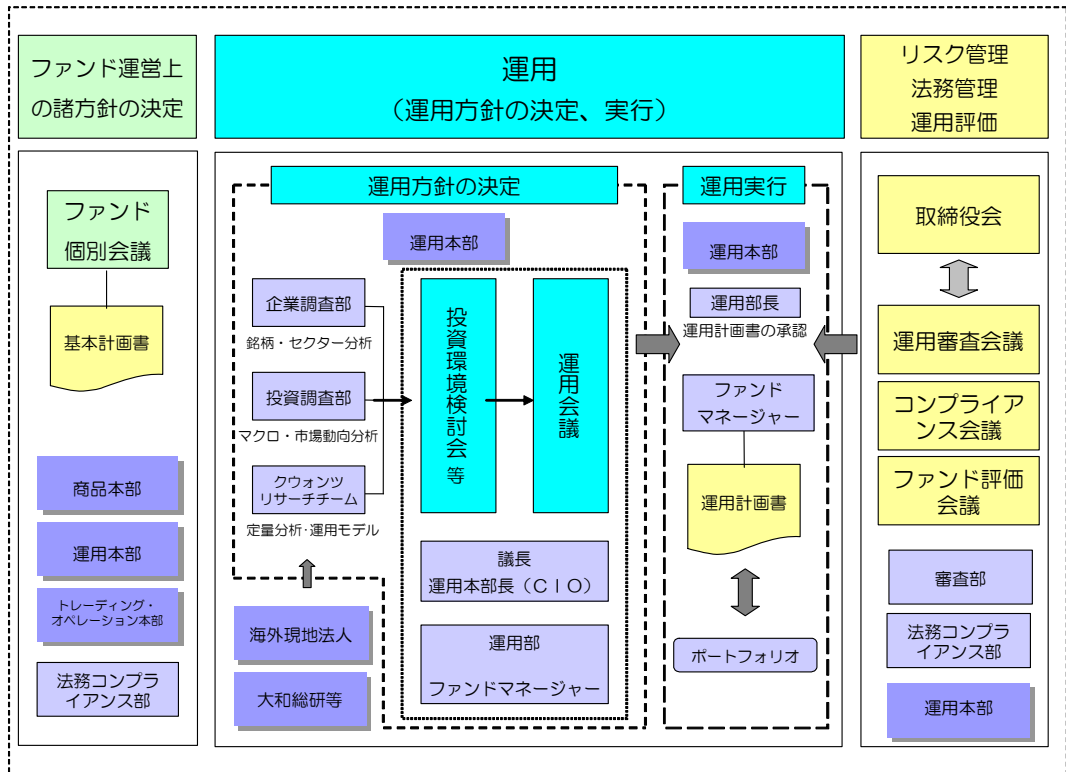 ファンド運営上
の諸方針の決定
運用
（運用方針の決定、実行）
リスク管理
法務管理
運用評価
ファンド
個別会議
基本計画書
商品本部
運用本部
トレーディング・
オペレーション本部
法務コンプラ
イアンス部
運用方針の決定
運用本部
企業調査部
銘柄・セクター分析
投資調査部
マクロ・市場動向分析
クウォンツ
リサーチチーム
定量分析・運用モデル
海外現地法人
大和総研等
投資環境検討会等
運用会議
議長
運用本部長（ＣＩＯ）
運用部
ファンドマネージャー
運用実行
運用本部
運用部長
運用計画書の承認
ファンド
マネージャー
運用計画書
ポートフォリオ
取締役会
運用審査会議
コンプライア
ンス会議
ファンド評価
会議
審査部
法務コンプラ
イアンス部
運用本部